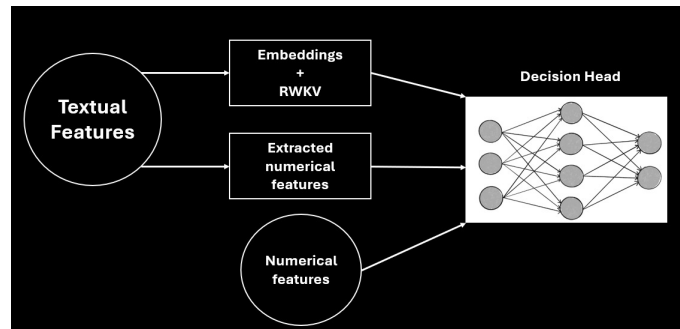 Textual
Features
Embeddings
+
RWKV
Extracted
numerical
features
Numerical
features
Decision Head